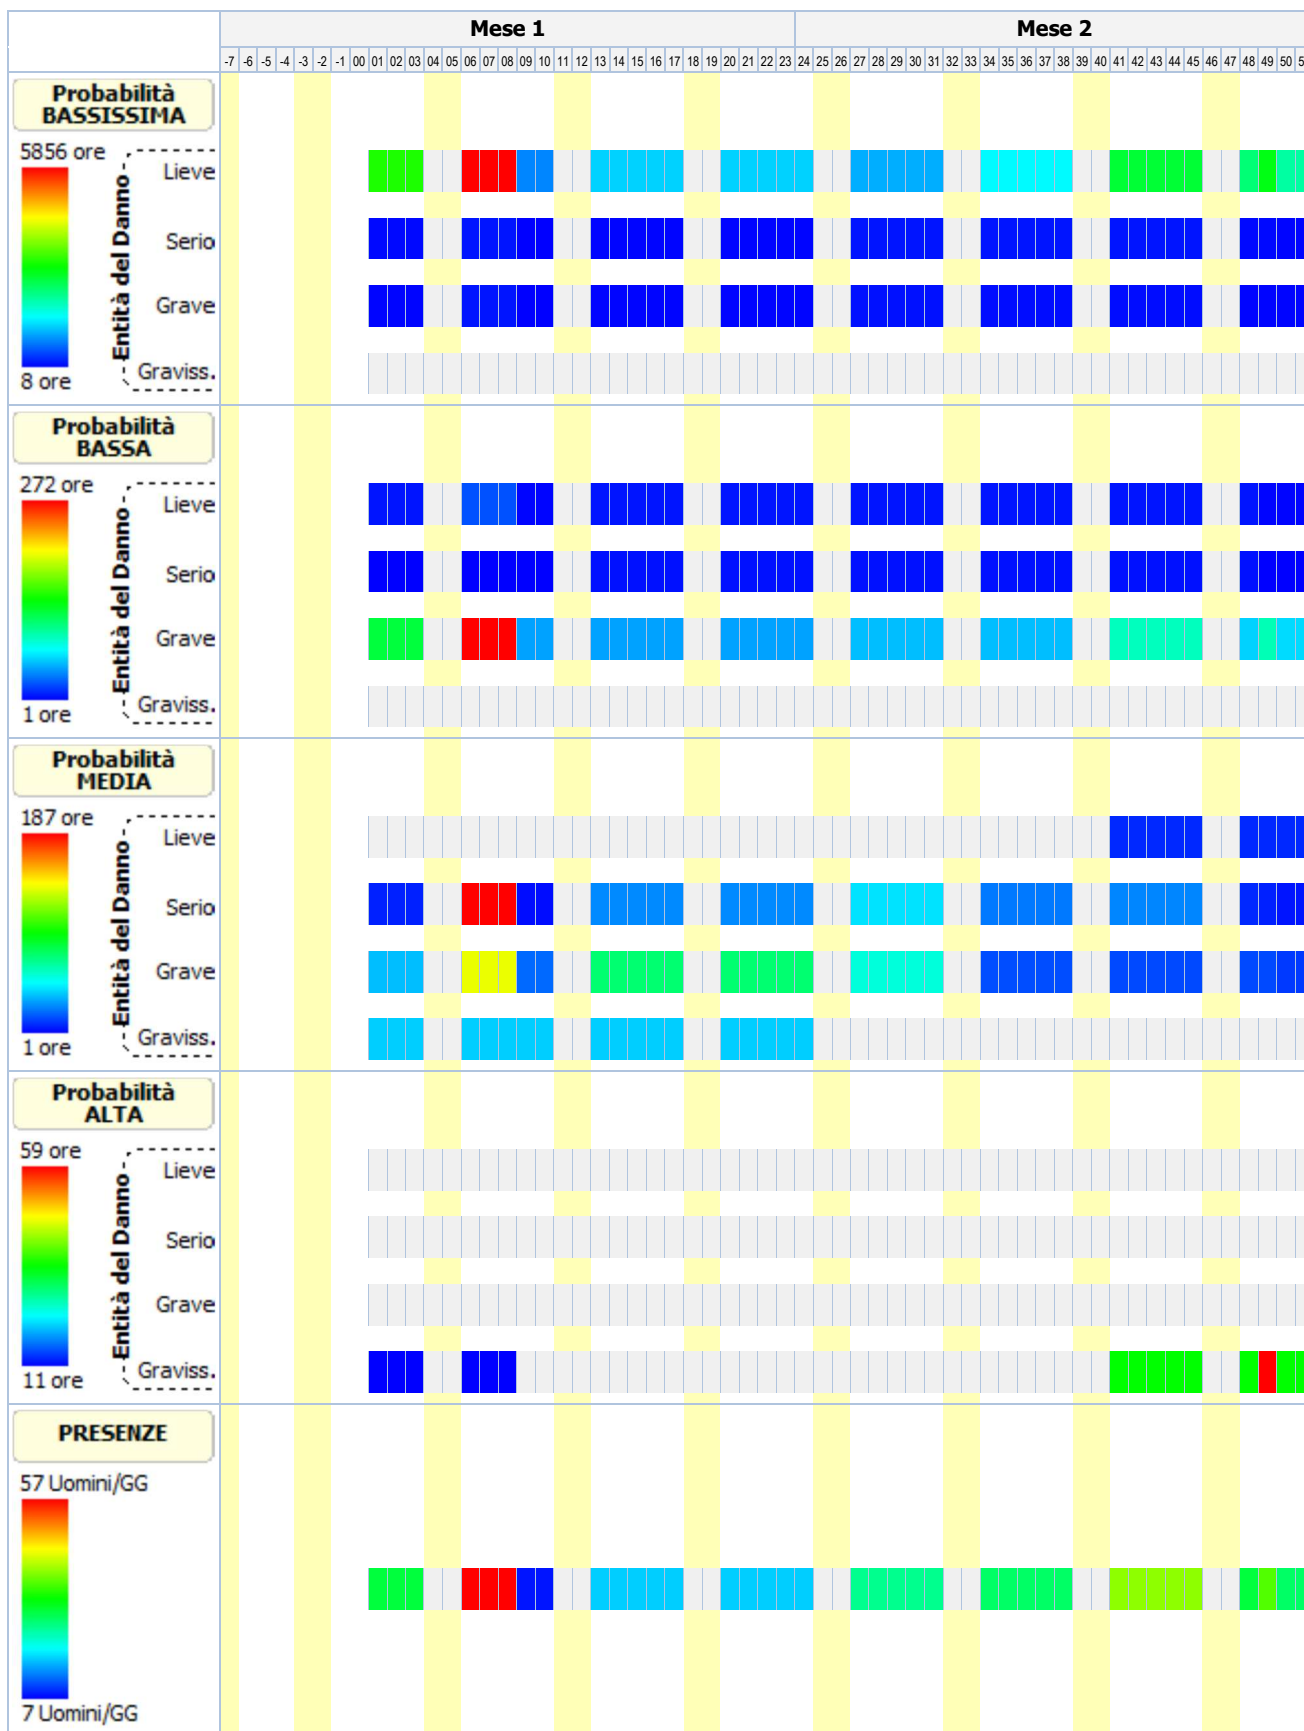 Mese 1 Mese 2
-7 -6 -5 -4 -3 -2 -1 00 01 02 03 04 05 06 07 08 09 10 11 12 13 14 15 16 17 18 19 20 21 22 23 24 25 26 27 28 29 30 31 32 33 34 35 36 37 38 39 40 41 42 43 44 45 46 47 48 49 50 5
Probabilità
BASSISSIMA
5856 ore
Entità del Danno
Lieve
Serio
Grave
Graviss.
8 ore
Probabilità
BASSA
272 ore
Entità del Danno
Lieve
Serio
Grave
Graviss.
1 ore
Probabilità
MEDIA
187 ore
Entità del Danno
Lieve
Serio
Grave
Graviss.
1 ore
Probabilità
ALTA
59 ore
Entità del Danno
Lieve
Serio
Grave
Graviss.
11 ore
PRESENZE
57 Uomini/GG
7 Uomini/GG